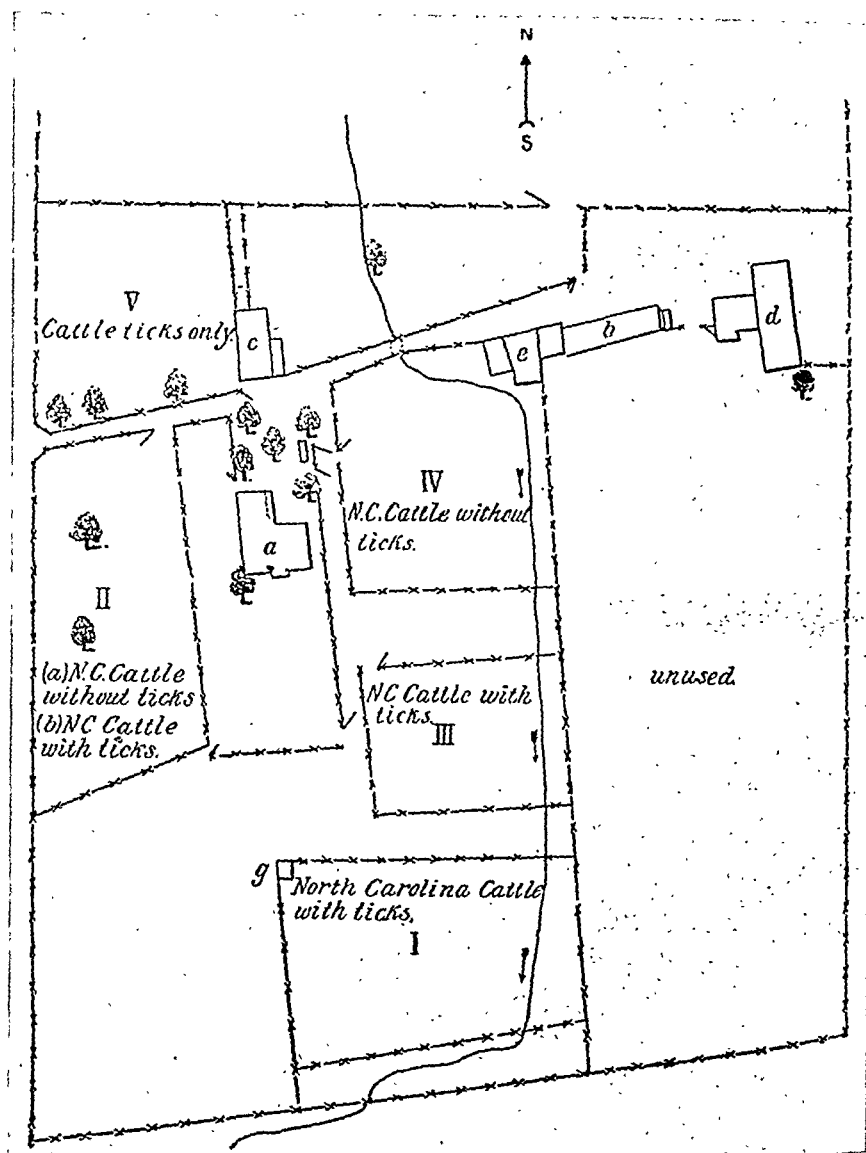 N
S
V
Cattle ticks only.
c
e
b
d
IV
N.C. Cattle without
ticks.
a
II
(a) N.C. Cattle
without ticks
(b) NC Cattle
with ticks.
NC Cattle with
ticks.
III
unused.
g
North Carolina Cattle
with ticks.
I